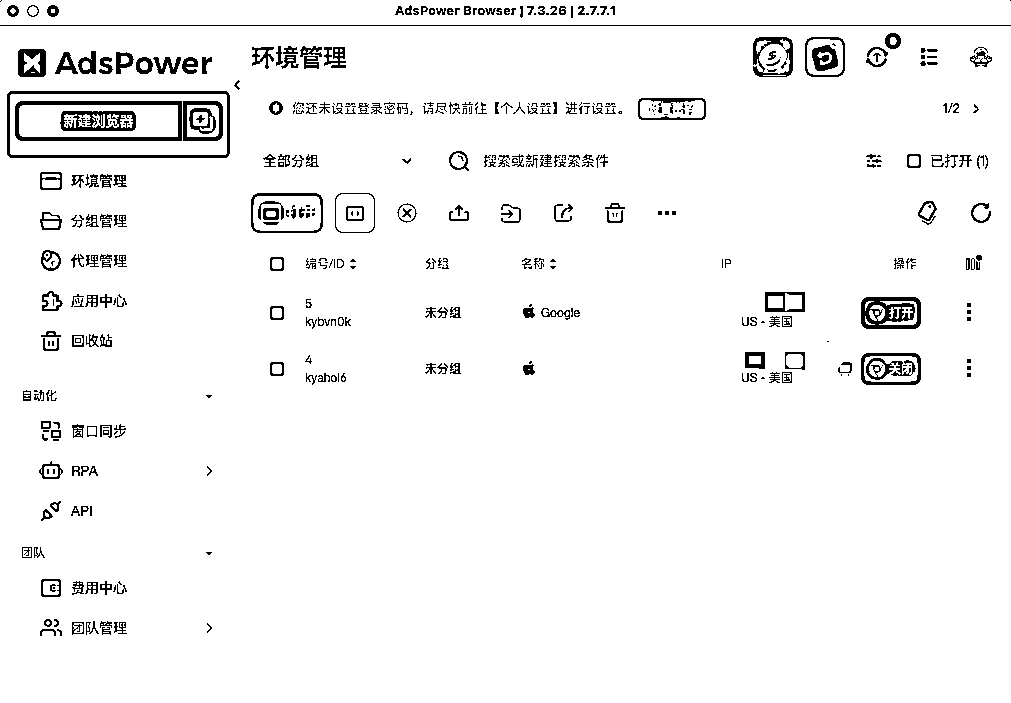 AdsPower Browser | 7.3.26 | 2.7.7.1
AdsPower
环境管理
新建浏览器
您还未设置登录密码，请尽快前往【个人设置】进行设置。
1/2
全部分组
搜索或新建搜索条件
已打开 (1)
环境管理
分组管理
代理管理
应用中心
回收站
自动化
窗口同步
RPA
API
团队
费用中心
团队管理
编号/ID 分组 名称 IP 操作
5
kybvn0k
未分组
Google
US - 美国
打开
4
kyahol6
未分组
US - 美国
关闭